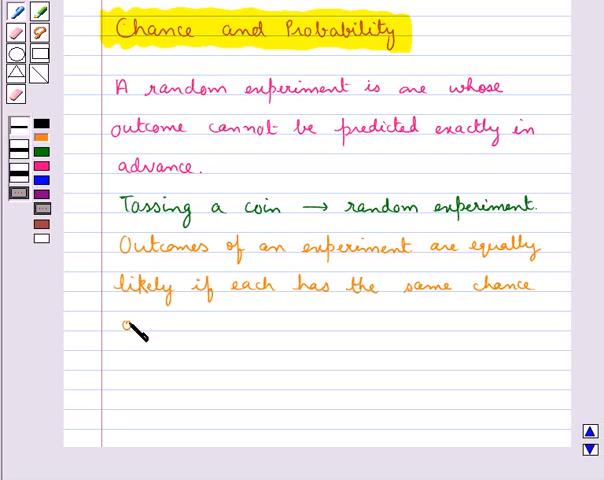 Chance and Probability
A random experiment is one whose
outcome cannot be predicted exactly in
advance.
Tossing a coin → random experiment.
Outcomes of an experiment are equally
likely if each has the same chance
o